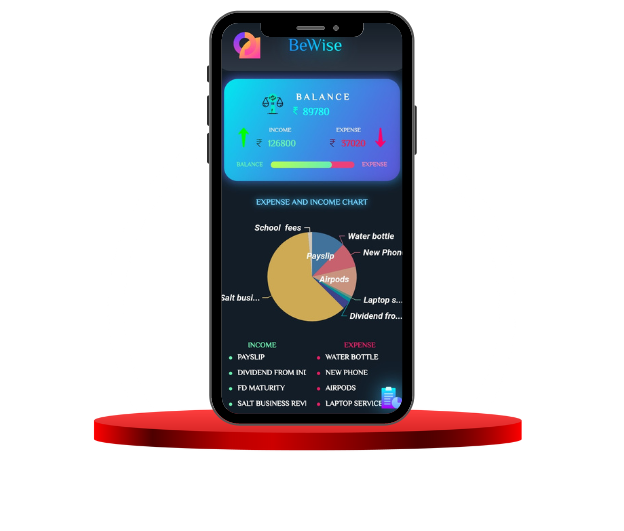 BeWise
BALANCE
₹ 89780
INCOME
₹ 126800
EXPENSE
₹ 37020
BALANCE
EXPENSE
EXPENSE AND INCOME CHART
School fees
Water bottle
Payslip
New Phon
Airpods
Salt busi...
Laptop s...
Dividend fro...
INCOME
PAYSLIP
DIVIDEND FROM INI
FD MATURITY
SALT BUSINESS REVI
EXPENSE
WATER BOTTLE
NEW PHONE
AIRPODS
LAPTOP SERVICE